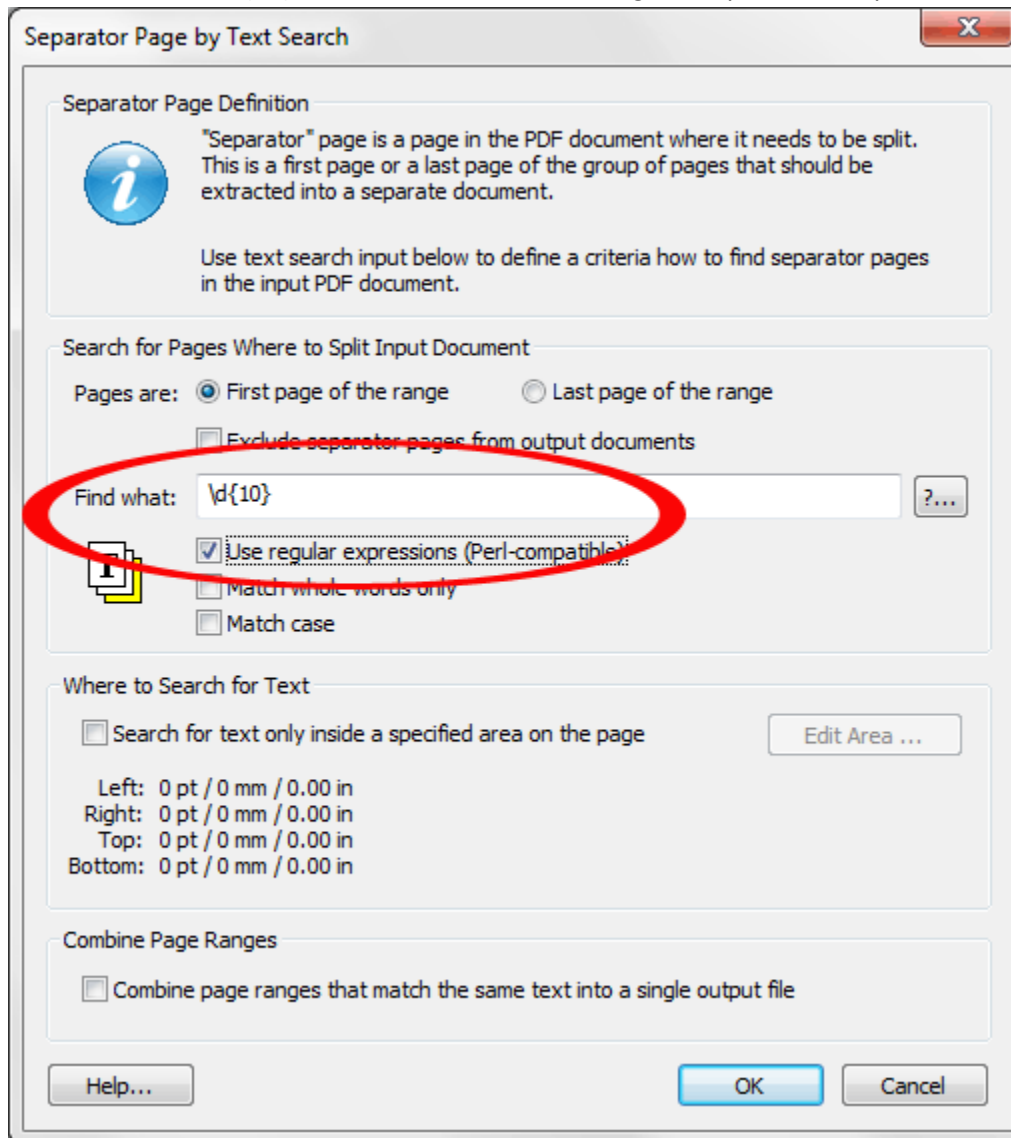 Separator Page by Text Search
X
Separator Page Definition
"Separator" page is a page in the PDF document where it needs to be split.
This is a first page or a last page of the group of pages that should be
extracted into a separate document.
Use text search input below to define a criteria how to find separator pages
in the input PDF document.
Search for Pages Where to Split Input Document
Pages are: First page of the range Last page of the range
Exclude separator pages from output documents
Find what: \d{10} ?...
Use regular expressions (Perl-compatible)
T
Match whole words only
Match case
Where to Search for Text
Search for text only inside a specified area on the page Edit Area ...
Left: 0 pt / 0 mm / 0.00 in
Right: 0 pt / 0 mm / 0.00 in
Top: 0 pt / 0 mm / 0.00 in
Bottom: 0 pt / 0 mm / 0.00 in
Combine Page Ranges
Combine page ranges that match the same text into a single output file
Help... OK Cancel